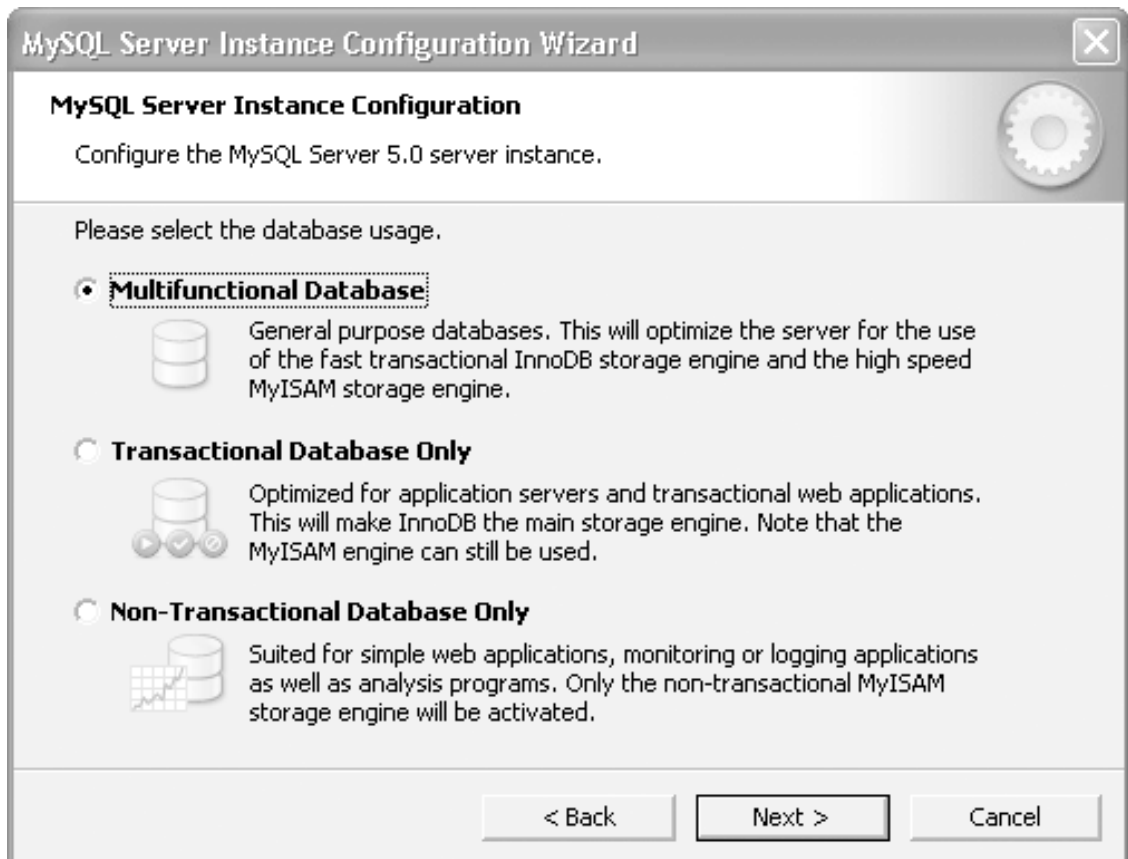 MySQL Server Instance Configuration Wizard
MySQL Server Instance Configuration
Configure the MySQL Server 5.0 server instance.
Please select the database usage.
Multifunctional Database
General purpose databases. This will optimize the server for the use
of the fast transactional InnoDB storage engine and the high speed
MyISAM storage engine.
Transactional Database Only
Optimized for application servers and transactional web applications.
This will make InnoDB the main storage engine. Note that the
MyISAM engine can still be used.
Non-Transactional Database Only
Suited for simple web applications, monitoring or logging applications
as well as analysis programs. Only the non-transactional MyISAM
storage engine will be activated.
< Back Next > Cancel